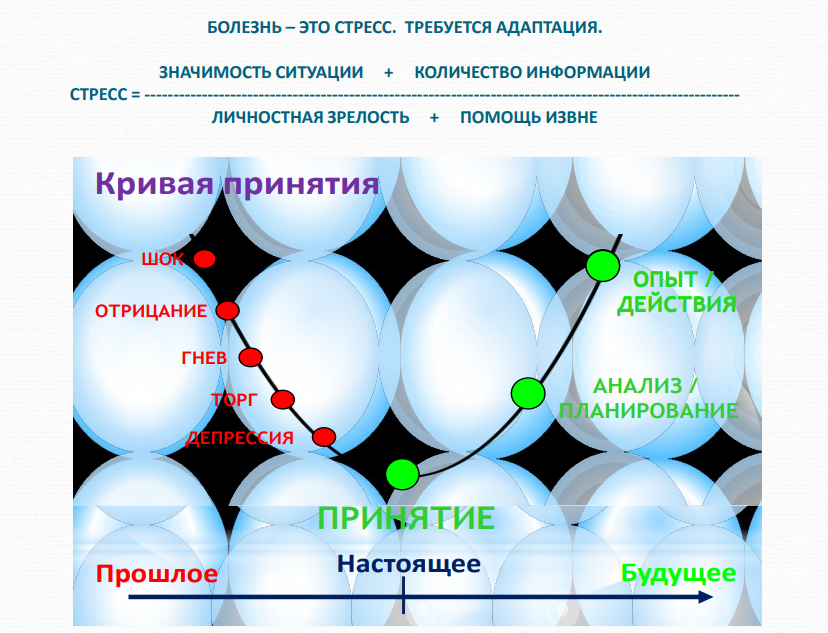 БОЛЕЗНЬ – ЭТО СТРЕСС. ТРЕБУЕТСЯ АДАПТАЦИЯ.
ЗНАЧИМОСТЬ СИТУАЦИИ + КОЛИЧЕСТВО ИНФОРМАЦИИ
СТРЕСС = ------------------------------------------------------------------------------------------------------
ЛИЧНОСТНАЯ ЗРЕЛОСТЬ + ПОМОЩЬ ИЗВНЕ
Кривая принятия
ШОК
ОТРИЦАНИЕ
ГНЕВ
ТОРГ
ДЕПРЕССИЯ
ПРИНЯТИЕ
АНАЛИЗ /
ПЛАНИРОВАНИЕ
ОПЫТ /
ДЕЙСТВИЯ
Прошлое
Настоящее
Будущее